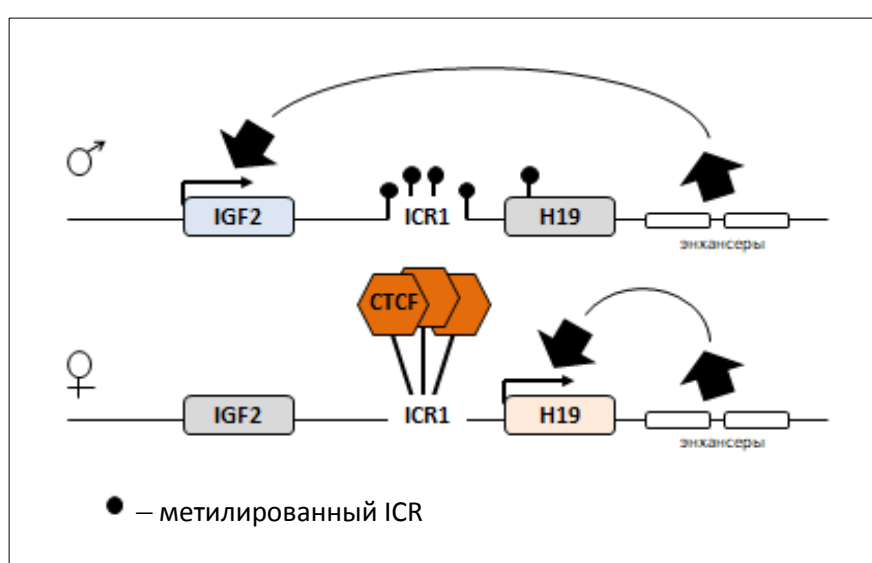 IGF2 ICR1 H19
энхансеры
CTCF
IGF2 ICR1 H19
энхансеры
– метилированный ICR